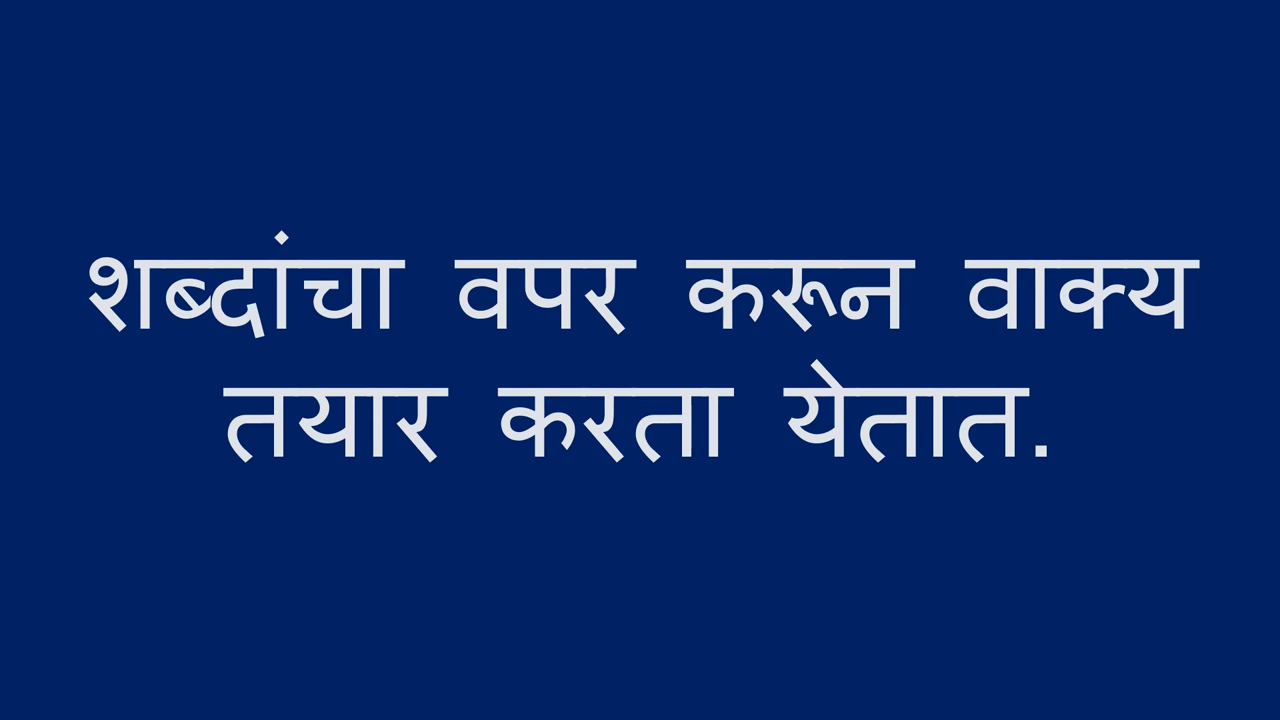 शब्दांचा वपर करून वाक्य
तयार करता येतात.